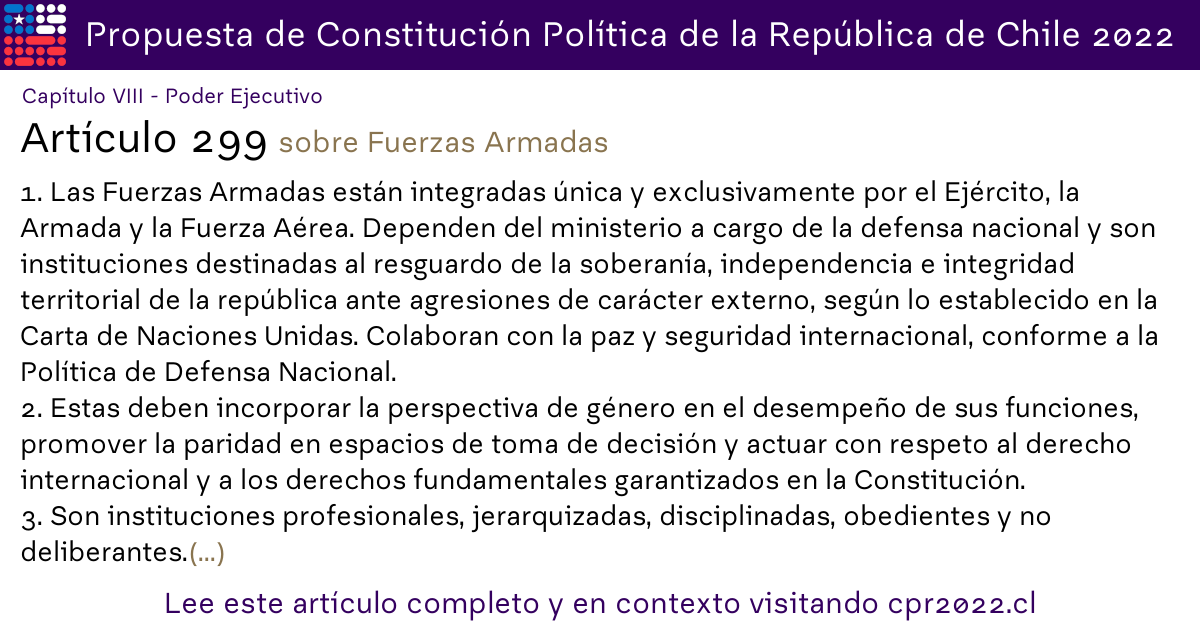 Propuesta de Constitución Política de la República de Chile 2022
Capítulo VIII - Poder Ejecutivo
Artículo 299 sobre Fuerzas Armadas
1. Las Fuerzas Armadas están integradas única y exclusivamente por el Ejército, la
Armada y la Fuerza Aérea. Dependen del ministerio a cargo de la defensa nacional y son
instituciones destinadas al resguardo de la soberanía, independencia e integridad
territorial de la república ante agresiones de carácter externo, según lo establecido en la
Carta de Naciones Unidas. Colaboran con la paz y seguridad internacional, conforme a la
Política de Defensa Nacional.
2. Estas deben incorporar la perspectiva de género en el desempeño de sus funciones,
promover la paridad en espacios de toma de decisión y actuar con respeto al derecho
internacional y a los derechos fundamentales garantizados en la Constitución.
3. Son instituciones profesionales, jerarquizadas, disciplinadas, obedientes y no
deliberantes.(...)
Lee este artículo completo y en contexto visitando cpr2022.cl